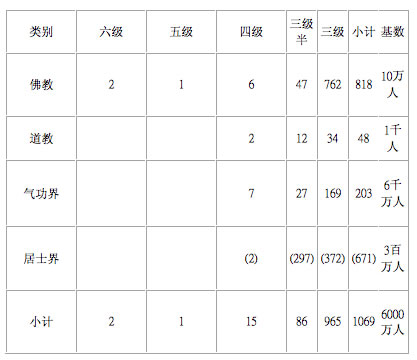 类别 六级 五级 四级 三级半 三级 小计 基数
佛教 2 1 6 47 762 818 10万人
道教 2 12 34 48 1千人
气功界 7 27 169 203 6千万人
居士界 (2) (297) (372) (671) 3百万人
小计 2 1 15 86 965 1069 6000万人